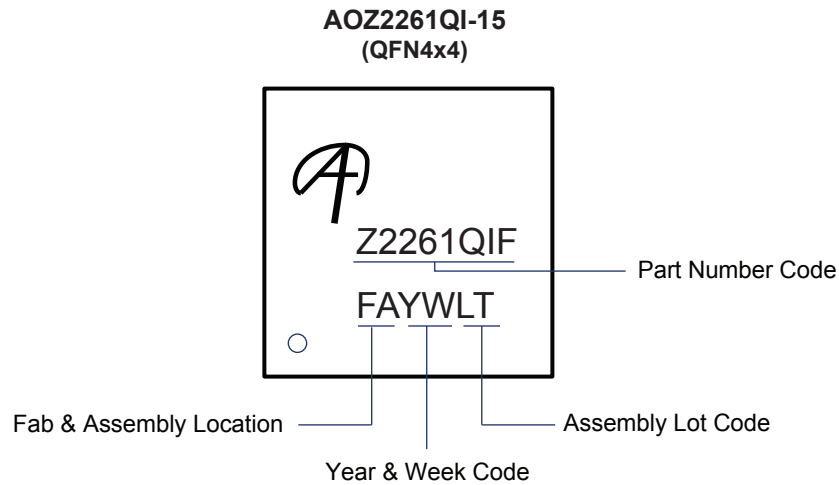 AOZ2261QI-15
(QFN4x4)
Z2261QIF
Part Number Code
FAYWLT
Fab & Assembly Location
Assembly Lot Code
Year & Week Code